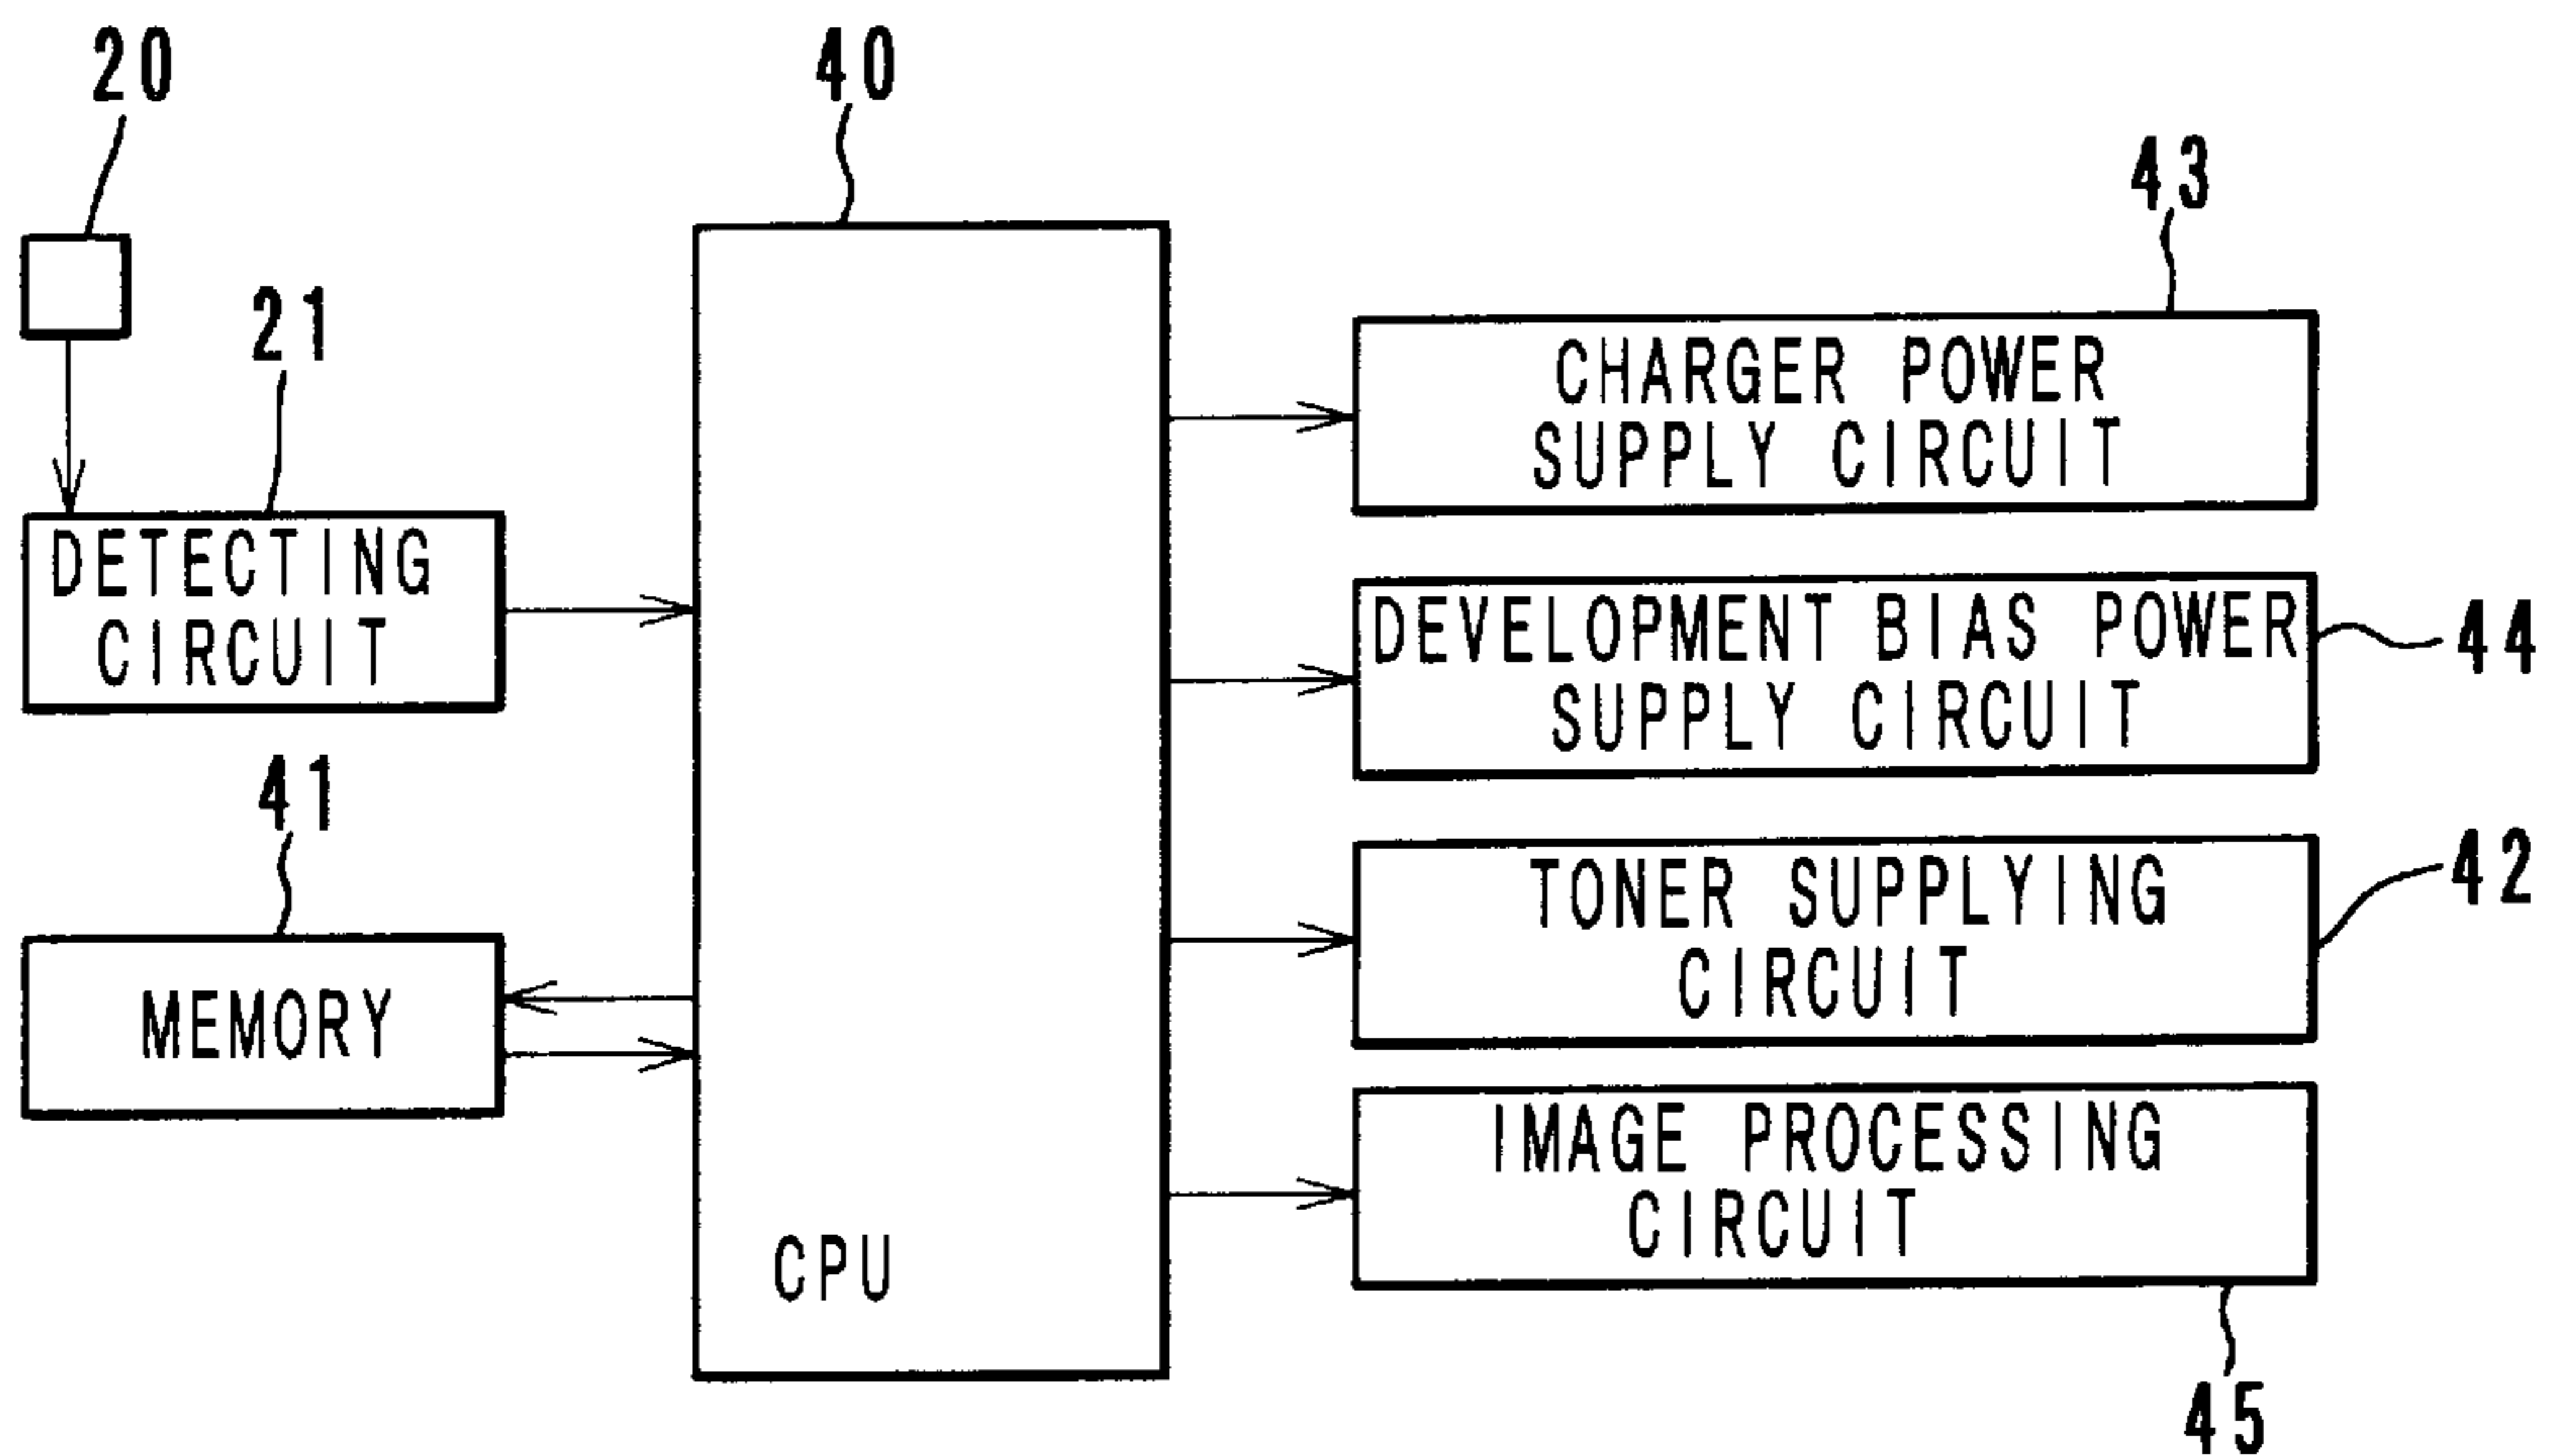 20
40
43
21
CHARGER POWER
SUPPLY CIRCUIT
DETECTING
CIRCUIT
DEVELOPMENT BIAS POWER
SUPPLY CIRCUIT
44
41
MEMORY
TONER SUPPLYING
CIRCUIT
42
IMAGE PROCESSING
CIRCUIT
CPU
45